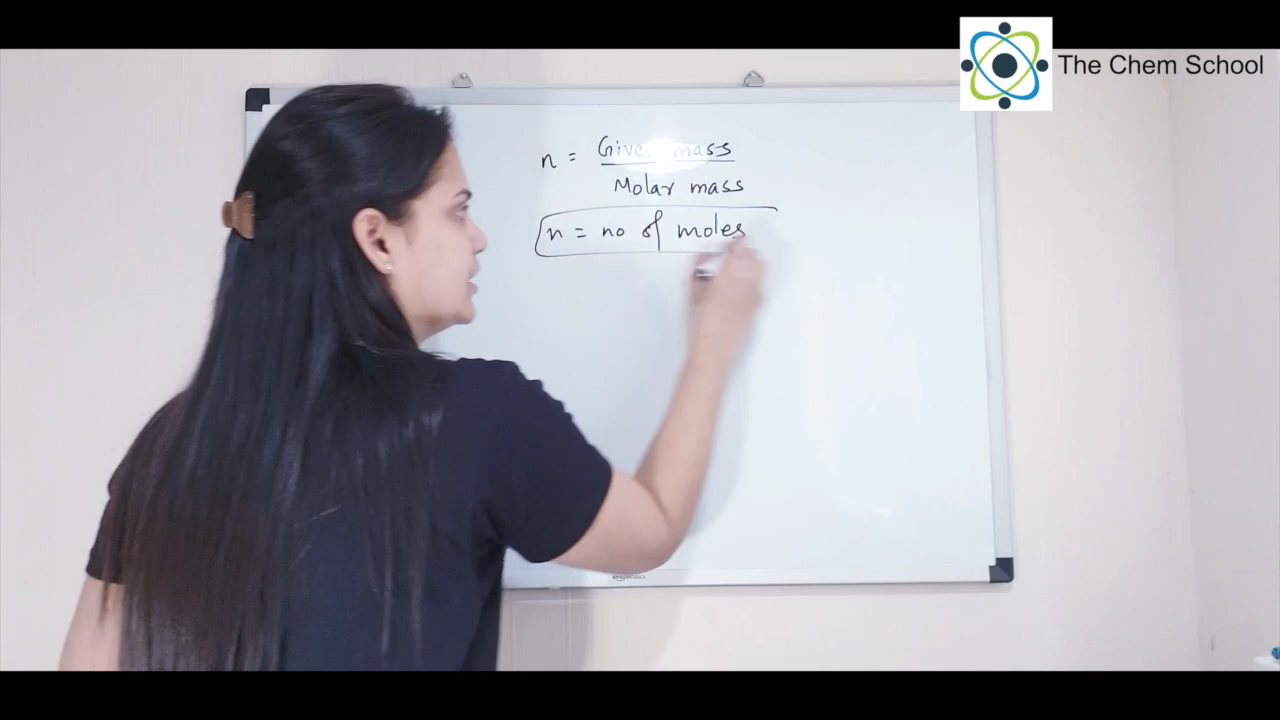 The Chem School
n = Given mass
Molar mass
n = no of moles